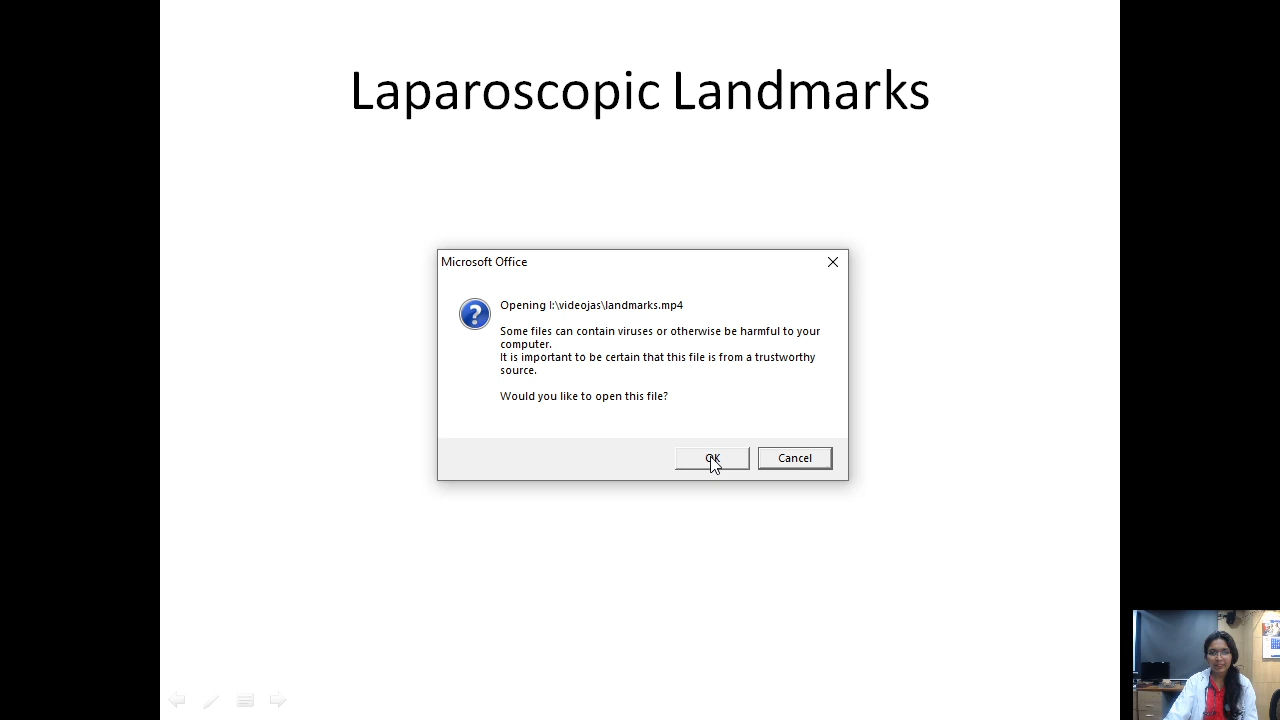 Laparoscopic Landmarks
Microsoft Office
Opening I:\videojas\landmarks.mp4
Some files can contain viruses or otherwise be harmful to your
computer.
It is important to be certain that this file is from a trustworthy
source.
Would you like to open this file?
OK
Cancel